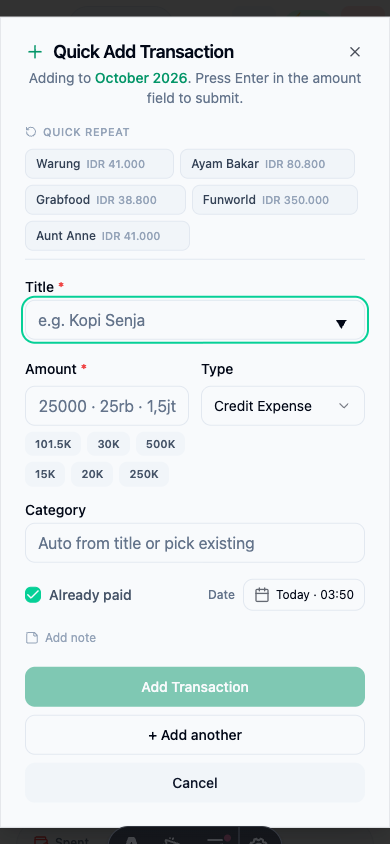 Quick Add Transaction
Adding to October 2026. Press Enter in the amount
field to submit.
QUICK REPEAT
Warung IDR 41.000
Ayam Bakar IDR 80.800
Grabfood IDR 38.800
Funworld IDR 350.000
Aunt Anne IDR 41.000
Title *
e.g. Kopi Senja
Amount *
Type
25000 · 25rb · 1,5jt
Credit Expense
101.5K
30K
500K
15K
20K
250K
Category
Auto from title or pick existing
Already paid
Date
Today · 03:50
Add note
Add Transaction
+ Add another
Cancel